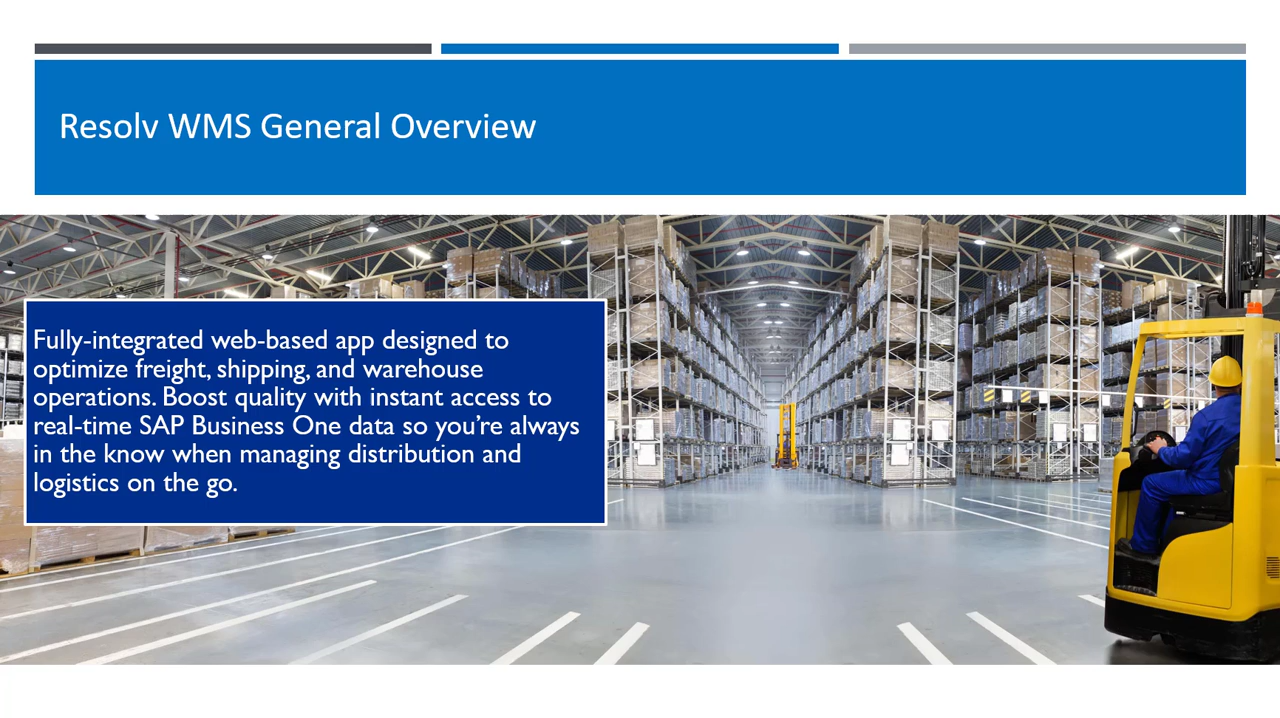 Resolv WMS General Overview
Fully-integrated web-based app designed to
optimize freight, shipping, and warehouse
operations. Boost quality with instant access to
real-time SAP Business One data so you’re always
in the know when managing distribution and
logistics on the go.